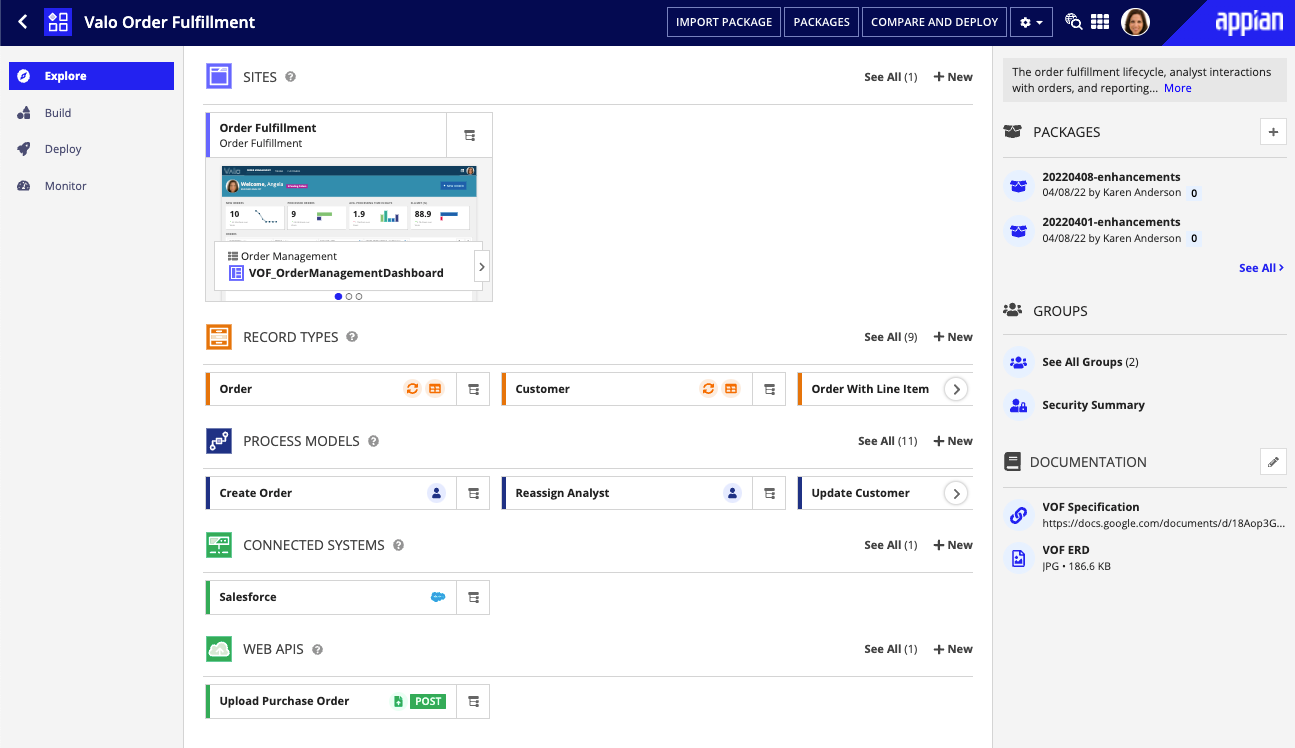 Valo Order Fulfillment
IMPORT PACKAGE
PACKAGES
COMPARE AND DEPLOY
appian
Explore
Build
Deploy
Monitor
SITES
See All (1)
New
Order Fulfillment
Order Fulfillment
Welcome, Angela
10
9
1.9
88.9
Order Management
VOF_OrderManagementDashboard
RECORD TYPES
See All (9)
New
Order
Customer
Order With Line Item
PROCESS MODELS
See All (11)
New
Create Order
Reassign Analyst
Update Customer
CONNECTED SYSTEMS
See All (1)
New
Salesforce
WEB APIS
See All (1)
New
Upload Purchase Order
POST
The order fulfillment lifecycle, analyst interactions
with orders, and reporting... More
PACKAGES
20220408-enhancements
04/08/22 by Karen Anderson 0
20220401-enhancements
04/08/22 by Karen Anderson 0
See All
GROUPS
See All Groups (2)
Security Summary
DOCUMENTATION
VOF Specification
https://docs.google.com/documents/d/18Aop3G...
VOF ERD
JPG • 186.6 KB